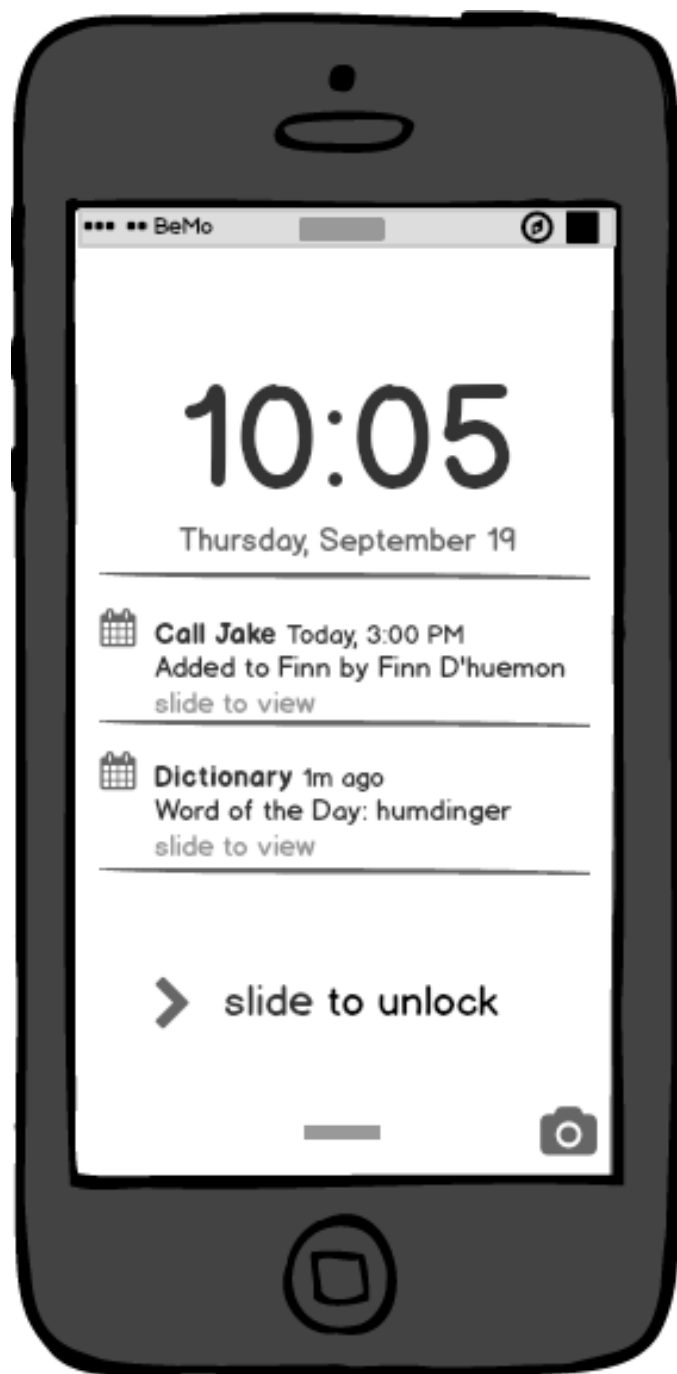 BeMo
10:05
Thursday, September 19
Call Jake Today, 3:00 PM
Added to Finn by Finn D'huemon
slide to view
Dictionary 1m ago
Word of the Day: humdinger
slide to view
slide to unlock